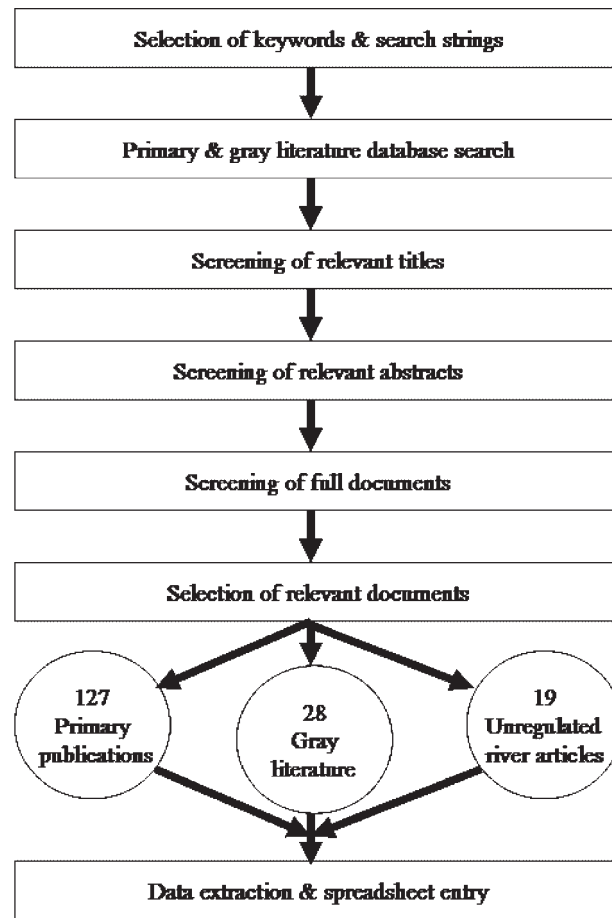 Selection of keywords & search strings
Primary & gray literature database search
Screening of relevant titles
Screening of relevant abstracts
Screening of full documents
Selection of relevant documents
127
Primary
publications
28
Gray
literature
19
Unregulated
river articles
Data extraction & spreadsheet entry